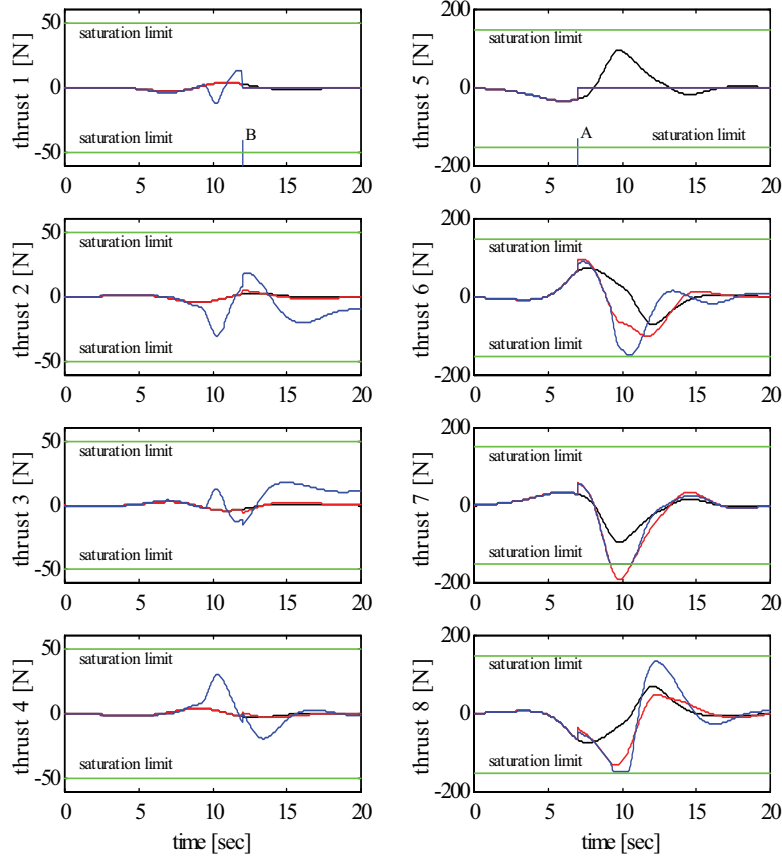 thrust 1 [N]
50
0
-50
saturation limit
saturation limit
B
0 5 10 15 20
thrust 5 [N]
200
0
-200
saturation limit
saturation limit
A
0 5 10 15 20
thrust 2 [N]
50
0
-50
saturation limit
saturation limit
0 5 10 15 20
thrust 6 [N]
200
0
-200
saturation limit
saturation limit
0 5 10 15 20
thrust 3 [N]
50
0
-50
saturation limit
saturation limit
0 5 10 15 20
thrust 7 [N]
200
0
-200
saturation limit
saturation limit
0 5 10 15 20
thrust 4 [N]
50
0
-50
saturation limit
saturation limit
0 5 10 15 20
time [sec]
thrust 8 [N]
200
0
-200
saturation limit
saturation limit
0 5 10 15 20
time [sec]